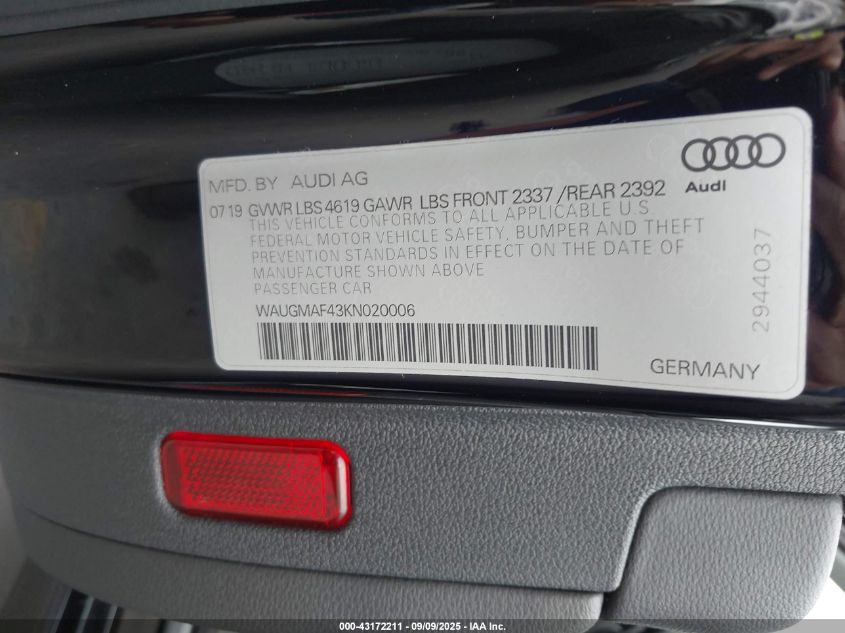 Audi
MFD. BY AUDI AG
07 19 GVWR LBS 4619 GAWR LBS FRONT 2337 / REAR 2392
THIS VEHICLE CONFORMS TO ALL APPLICABLE U.S.
FEDERAL MOTOR VEHICLE SAFETY, BUMPER AND THEFT
PREVENTION STANDARDS IN EFFECT ON THE DATE OF
MANUFACTURE SHOWN ABOVE
PASSENGER CAR
WAUGMAF43KN020006
2944037
GERMANY
000-43172211 - 09/09/2025 - IAA Inc.